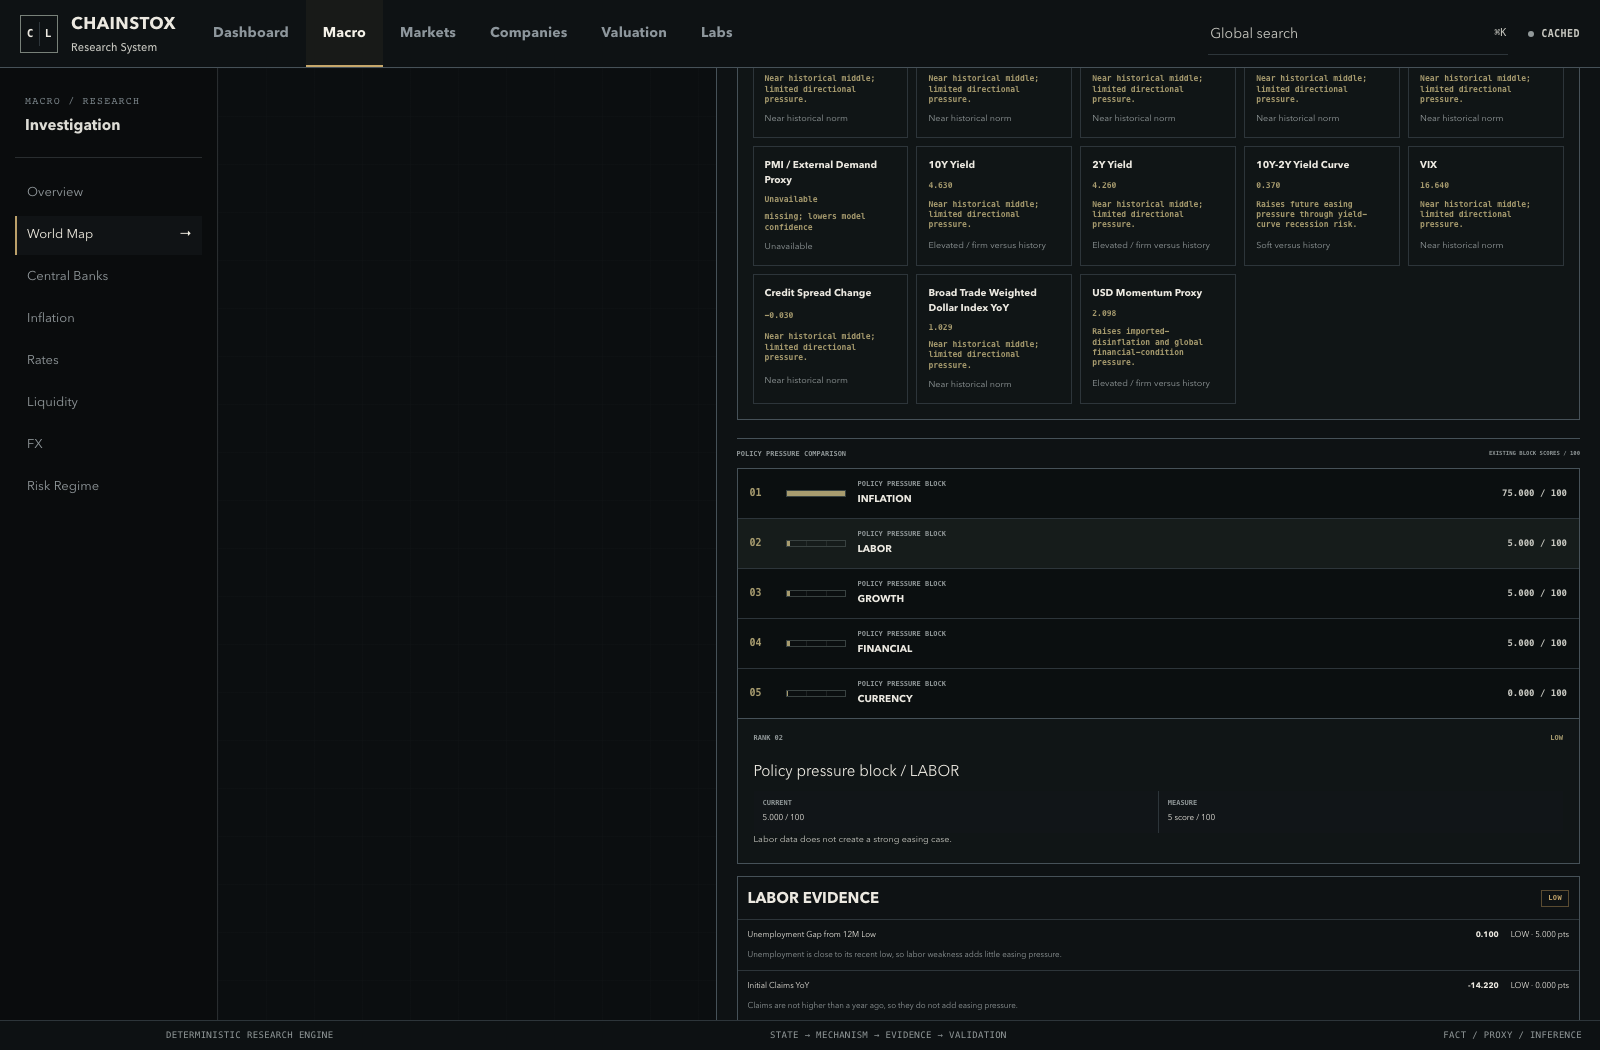 C L
CHAINSTOX
Research System
Dashboard
Macro
Markets
Companies
Valuation
Labs
Global search
⌘K
CACHED
MACRO / RESEARCH
Investigation
Overview
World Map →
Central Banks
Inflation
Rates
Liquidity
FX
Risk Regime
Near historical middle;
limited directional
pressure.
Near historical norm
Near historical middle;
limited directional
pressure.
Near historical norm
Near historical middle;
limited directional
pressure.
Near historical norm
Near historical middle;
limited directional
pressure.
Near historical norm
Near historical middle;
limited directional
pressure.
Near historical norm
PMI / External Demand
Proxy
Unavailable
missing; lowers model
confidence
Unavailable
10Y Yield
4.630
Near historical middle;
limited directional
pressure.
Elevated / firm versus history
2Y Yield
4.260
Near historical middle;
limited directional
pressure.
Elevated / firm versus history
10Y-2Y Yield Curve
0.370
Raises future easing
pressure through yield-
curve recession risk.
Soft versus history
VIX
16.640
Near historical middle;
limited directional
pressure.
Near historical norm
Credit Spread Change
-0.030
Near historical middle;
limited directional
pressure.
Near historical norm
Broad Trade Weighted
Dollar Index YoY
1.029
Near historical middle;
limited directional
pressure.
Near historical norm
USD Momentum Proxy
2.098
Raises imported-
disinflation and global
financial-condition
pressure.
Elevated / firm versus history
POLICY PRESSURE COMPARISON
EXISTING BLOCK SCORES / 100
01
POLICY PRESSURE BLOCK
INFLATION
75.000 / 100
02
POLICY PRESSURE BLOCK
LABOR
5.000 / 100
03
POLICY PRESSURE BLOCK
GROWTH
5.000 / 100
04
POLICY PRESSURE BLOCK
FINANCIAL
5.000 / 100
05
POLICY PRESSURE BLOCK
CURRENCY
0.000 / 100
RANK 02
LOW
Policy pressure block / LABOR
CURRENT
5.000 / 100
MEASURE
5 score / 100
Labor data does not create a strong easing case.
LABOR EVIDENCE
LOW
Unemployment Gap from 12M Low
0.100 LOW · 5.000 pts
Unemployment is close to its recent low, so labor weakness adds little easing pressure.
Initial Claims YoY
-14.220 LOW · 0.000 pts
Claims are not higher than a year ago, so they do not add easing pressure.
DETERMINISTIC RESEARCH ENGINE
STATE → MECHANISM → EVIDENCE → VALIDATION
FACT / PROXY / INFERENCE